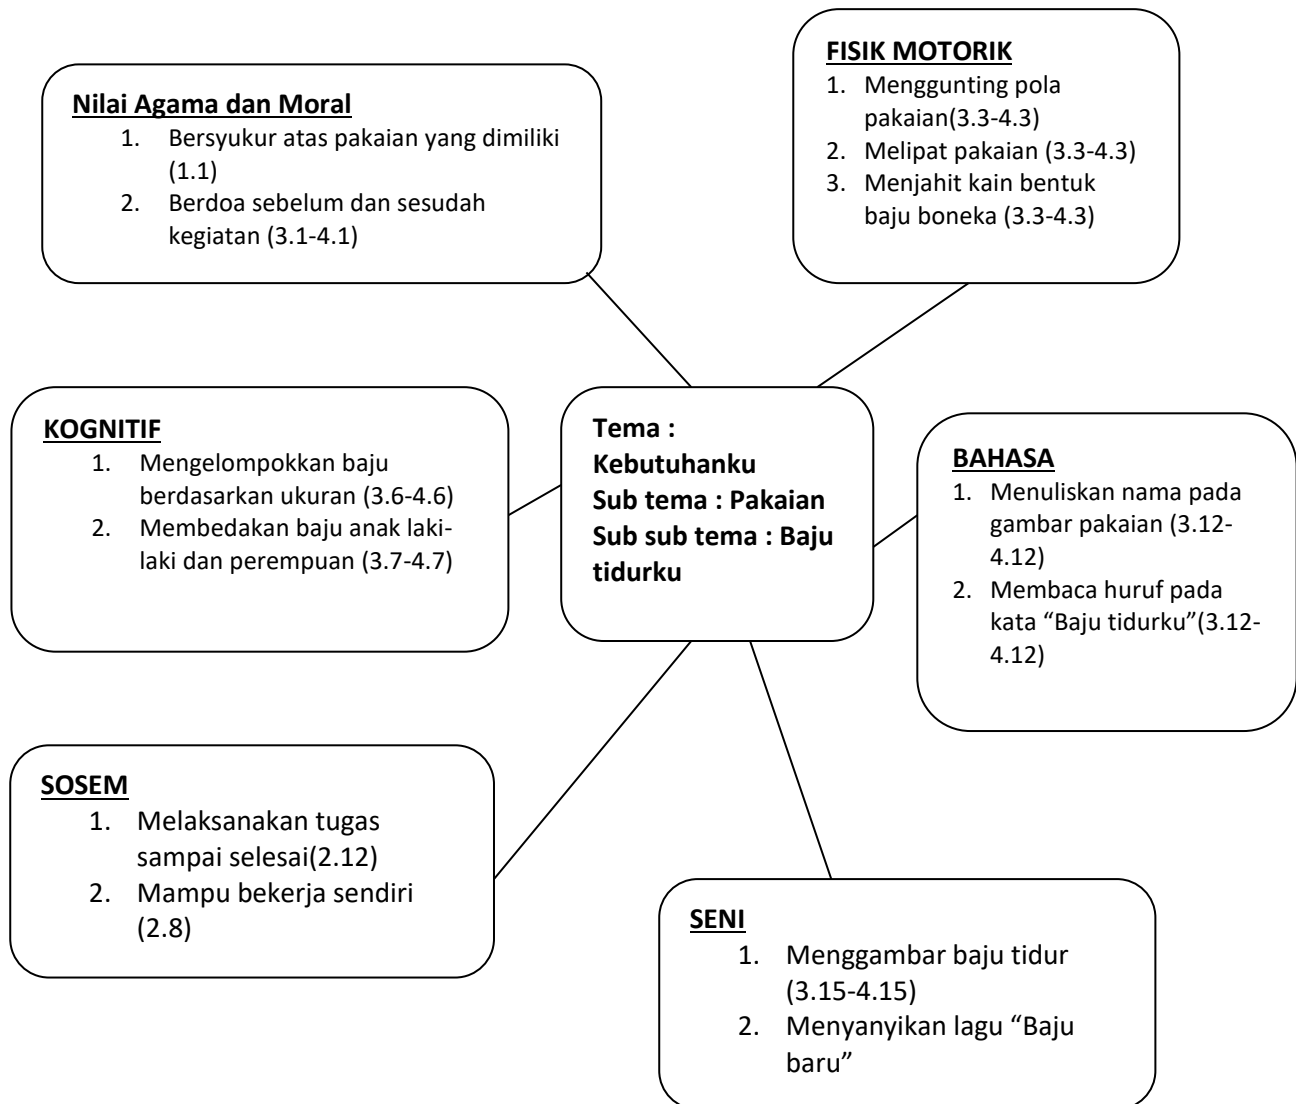 Nilai Agama dan Moral
1. Bersyukur atas pakaian yang dimiliki
(1.1)
2. Berdoa sebelum dan sesudah
kegiatan (3.1-4.1)
FISIK MOTORIK
1. Menggunting pola
pakaian(3.3-4.3)
2. Melipat pakaian (3.3-4.3)
3. Menjahit kain bentuk
baju boneka (3.3-4.3)
KOGNITIF
1. Mengelompokkan baju
berdasarkan ukuran (3.6-4.6)
2. Membedakan baju anak laki-
laki dan perempuan (3.7-4.7)
Tema :
Kebutuhanku
Sub tema : Pakaian
Sub sub tema : Baju
tidurku
BAHASA
1. Menuliskan nama pada
gambar pakaian (3.12-
4.12)
2. Membaca huruf pada
kata “Baju tidurku”(3.12-
4.12)
SOSEM
1. Melaksanakan tugas
sampai selesai(2.12)
2. Mampu bekerja sendiri
(2.8)
SENI
1. Menggambar baju tidur
(3.15-4.15)
2. Menyanyikan lagu “Baju
baru”